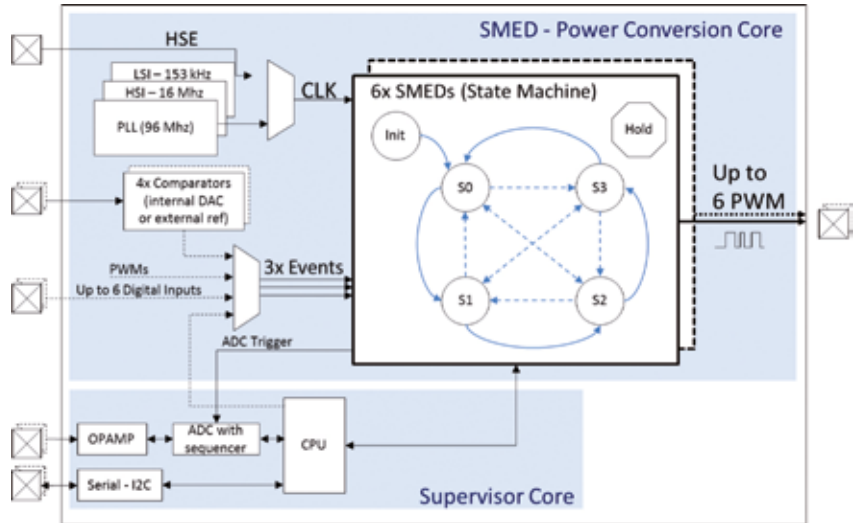 SMED - Power Conversion Core
HSE
LSI – 153 kHz
HSI – 16 Mhz
PLL (96 Mhz)
CLK
6x SMEDs (State Machine)
Init
Hold
S0
S3
S1
S2
Up to
6 PWM
4x Comparators
(internal DAC
or external ref)
PWMs
Up to 6 Digital Inputs
3x Events
ADC Trigger
OPAMP
ADC with
sequencer
CPU
Serial - I2C
Supervisor Core